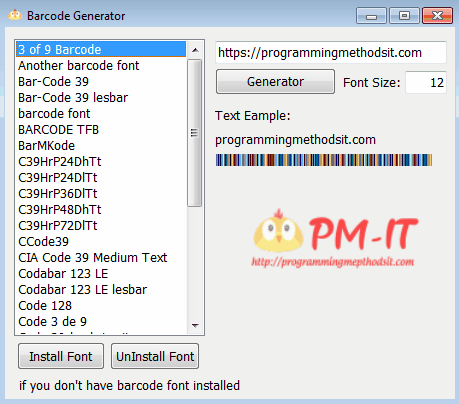 Barcode Generator
3 of 9 Barcode
Another barcode font
Bar-Code 39
Bar-Code 39 lesbar
barcode font
BARCODE TFB
BarMKode
C39HrP24DhTt
C39HrP24DlTt
C39HrP36DlTt
C39HrP48DhTt
C39HrP72DlTt
CCode39
CIA Code 39 Medium Text
Codabar 123 LE
Codabar 123 LE lesbar
Code 128
Code 3 de 9
https://programmingmethodsit.com
Generator
Font Size: 12
Text Eample:
programmingmethodsit.com
PM-IT
http://programmingmepthodsit.com
Install Font
UnInstall Font
if you don't have barcode font installed